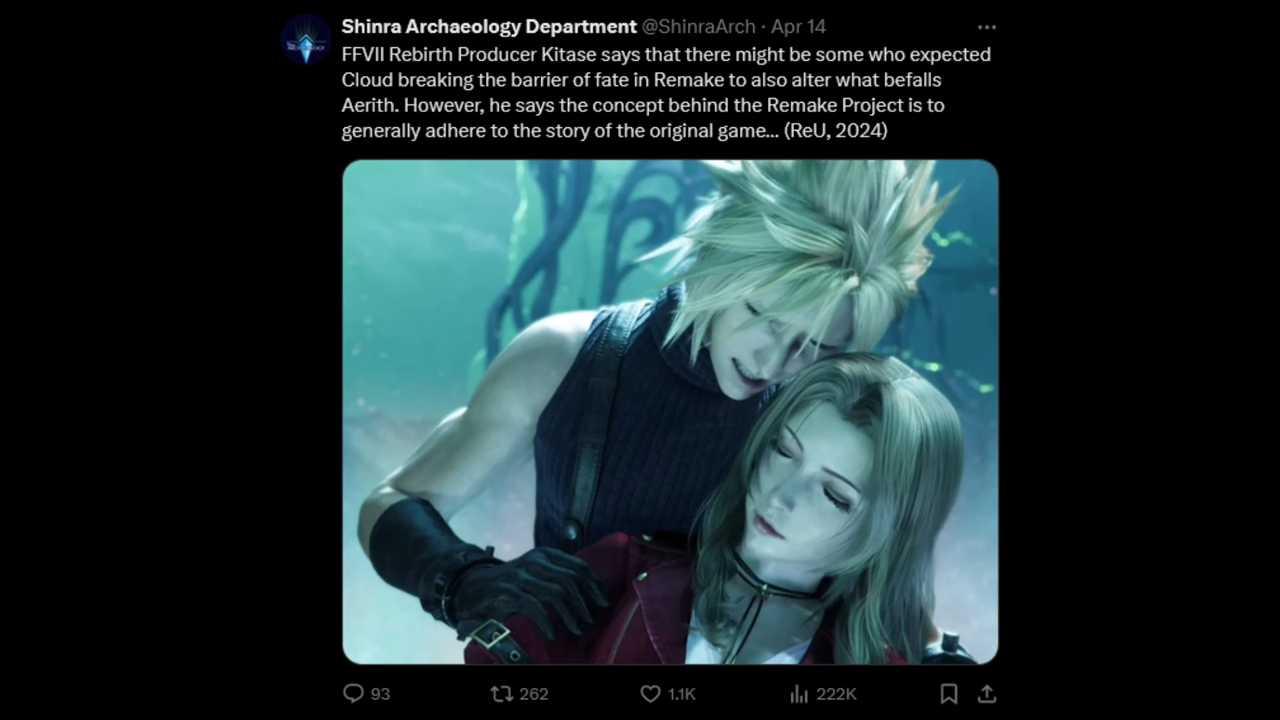 Shinra Archaeology Department @ShinraArch · Apr 14
FFVII Rebirth Producer Kitase says that there might be some who expected
Cloud breaking the barrier of fate in Remake to also alter what befalls
Aerith. However, he says the concept behind the Remake Project is to
generally adhere to the story of the original game... (ReU, 2024)
93 262 1.1K 222K